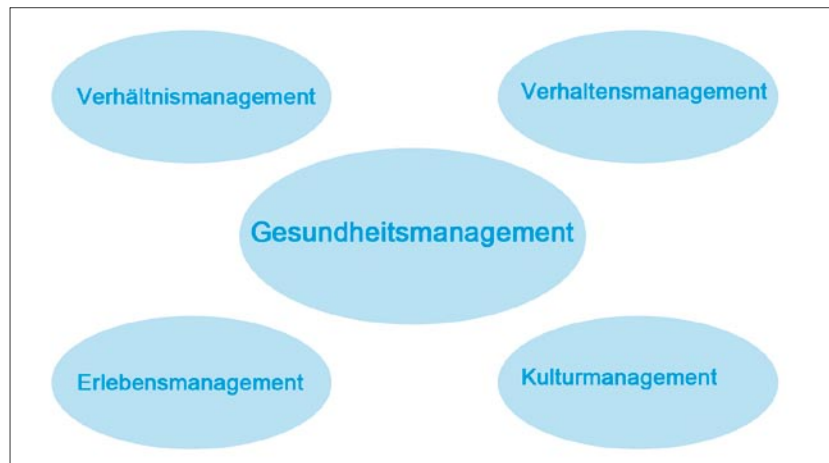 Verhältnismanagement
Verhaltensmanagement
Gesundheitsmanagement
Erlebensmanagement
Kulturmanagement